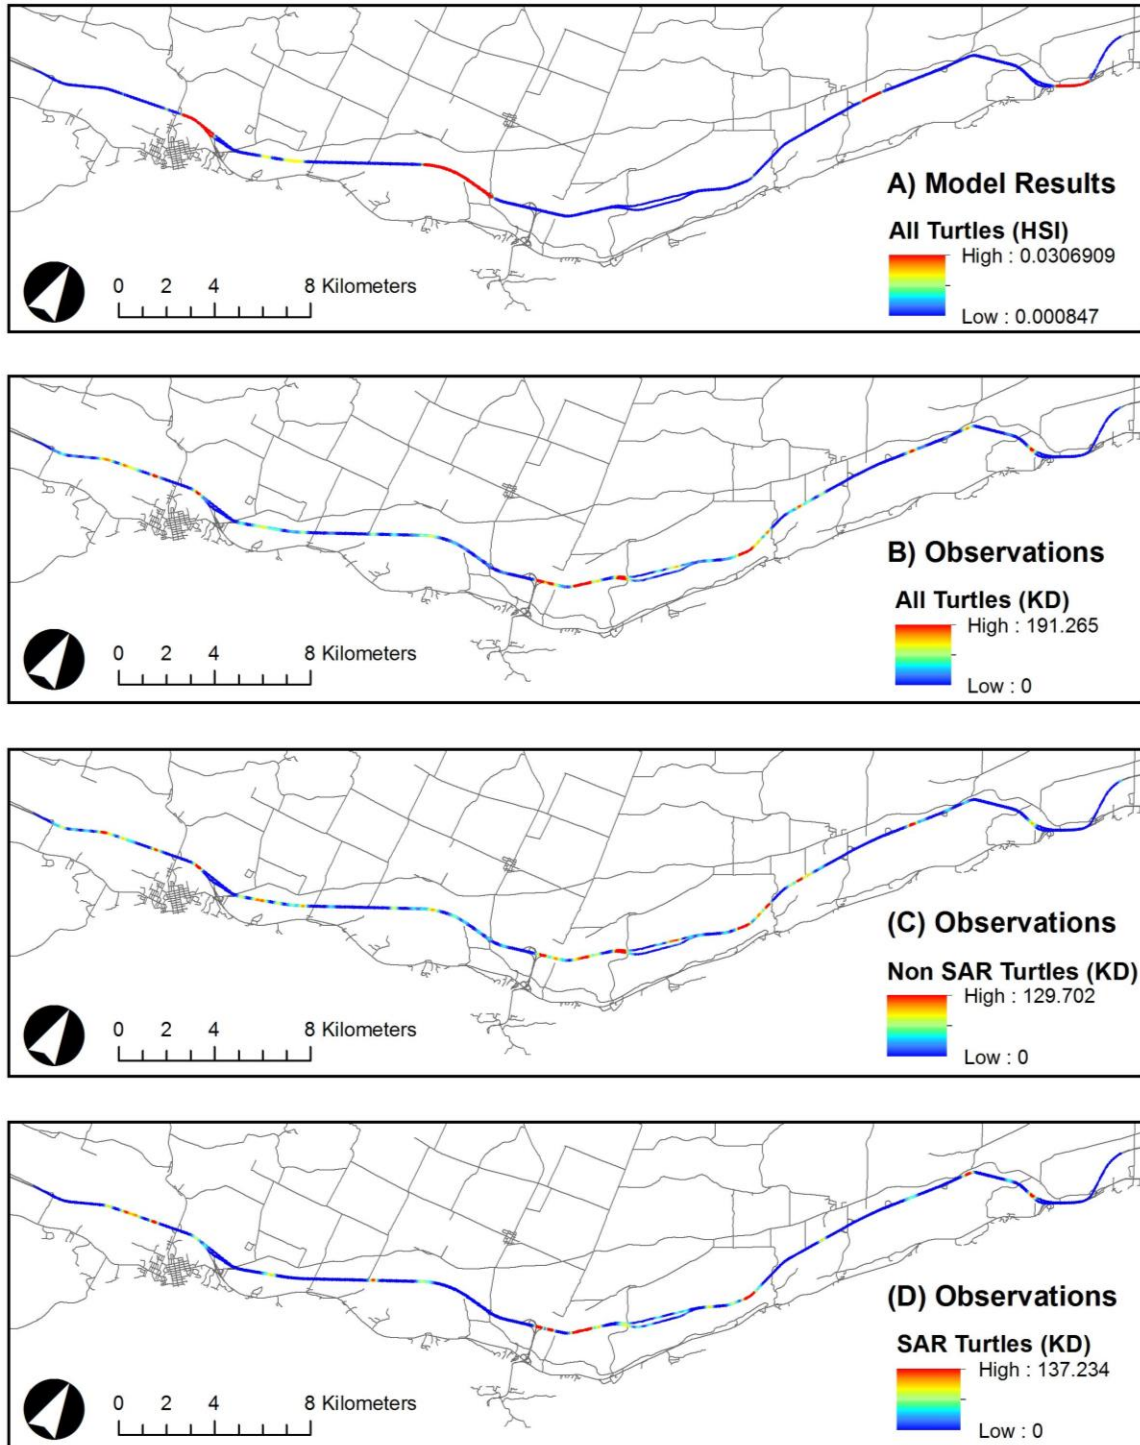 A) Model Results
All Turtles (HSI)
High : 0.0306909
Low : 0.000847
0 2 4 8 Kilometers
B) Observations
All Turtles (KD)
High : 191.265
Low : 0
0 2 4 8 Kilometers
(C) Observations
Non SAR Turtles (KD)
High : 129.702
Low : 0
0 2 4 8 Kilometers
(D) Observations
SAR Turtles (KD)
High : 137.234
Low : 0
0 2 4 8 Kilometers